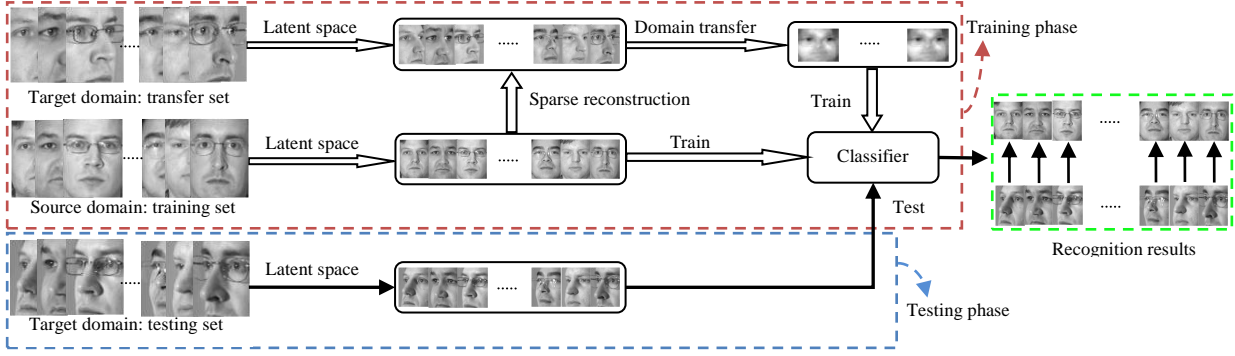 Latent space
Domain transfer
Training phase
.....
.....
.....
Target domain: transfer set
Sparse reconstruction
Train
.....
Latent space
Train
Classifier
.....
.....
Source domain: training set
Test
.....
Recognition results
Latent space
.....
.....
Target domain: testing set
Testing phase